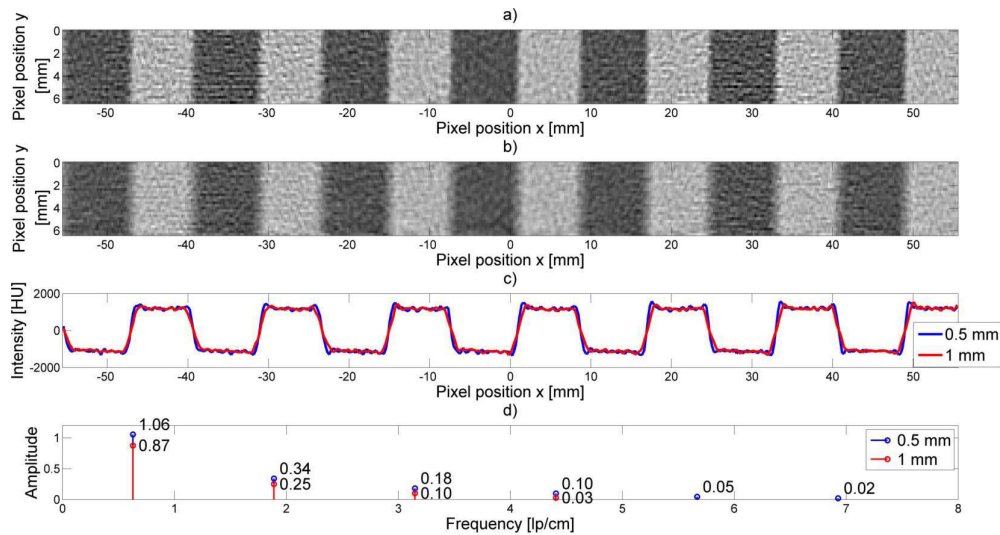 a)
Pixel position y
[mm]
0
2
4
6
-50 -40 -30 -20 -10 0 10 20 30 40 50
Pixel position x [mm]
b)
Pixel position y
[mm]
0
2
4
6
-50 -40 -30 -20 -10 0 10 20 30 40 50
Pixel position x [mm]
c)
Intensity [HU]
2000
0
-2000
0.5 mm
1 mm
-50 -40 -30 -20 -10 0 10 20 30 40 50
Pixel position x [mm]
d)
Amplitude
1
0.5
0
1.06
0.87
0.34
0.25
0.18
0.10
0.10
0.03
0.05
0.02
0.5 mm
1 mm
0 1 2 3 4 5 6 7 8
Frequency [lp/cm]